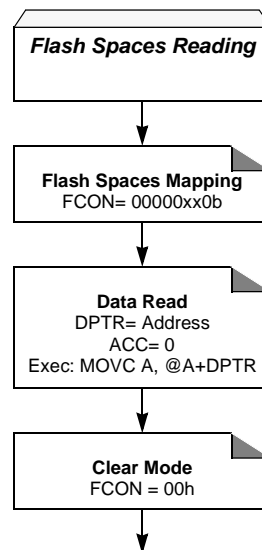 Flash Spaces Reading
Flash Spaces Mapping
FCON= 00000xx0b
Data Read
DPTR= Address
ACC= 0
Exec: MOVC A, @A+DPTR
Clear Mode
FCON = 00h